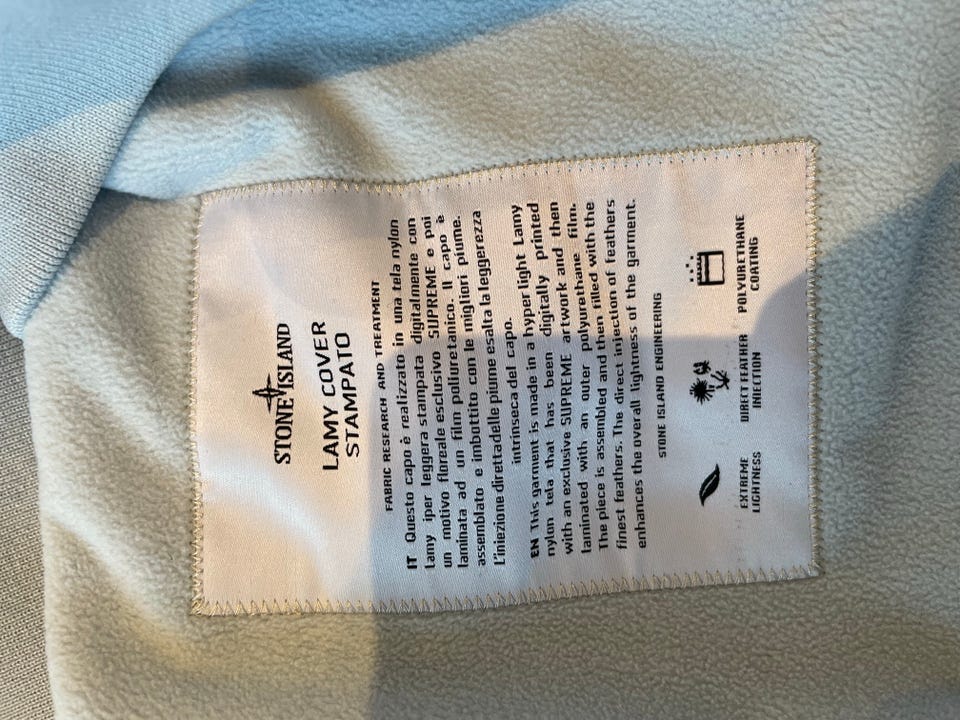 STONE ISLAND
LAMY COVER
STAMPATO
FABRIC RESEARCH AND TREATMENT
IT Questo capo è realizzato in una tela nylon
Lamy iper leggera stampata digitalmente con
un motivo floreale esclusivo SUPREME e poi
laminata ad un film poliuretanico. Il capo è
assemblato e imbottito con le migliori piume.
L'iniezione diretta delle piume esalta la leggerezza
intrinseca del capo.
EN This garment is made in a hyper light Lamy
nylon tela that has been digitally printed
with an exclusive SUPREME artwork and then
laminated with an outer polyurethane film.
The piece is assembled and then filled with the
finest feathers. The direct injection of feathers
enhances the overall lightness of the garment.
STONE ISLAND ENGINEERING
EXTREME
LIGHTNESS
DIRECT FEATHER
INJECTION
POLYURETHANE
COATING